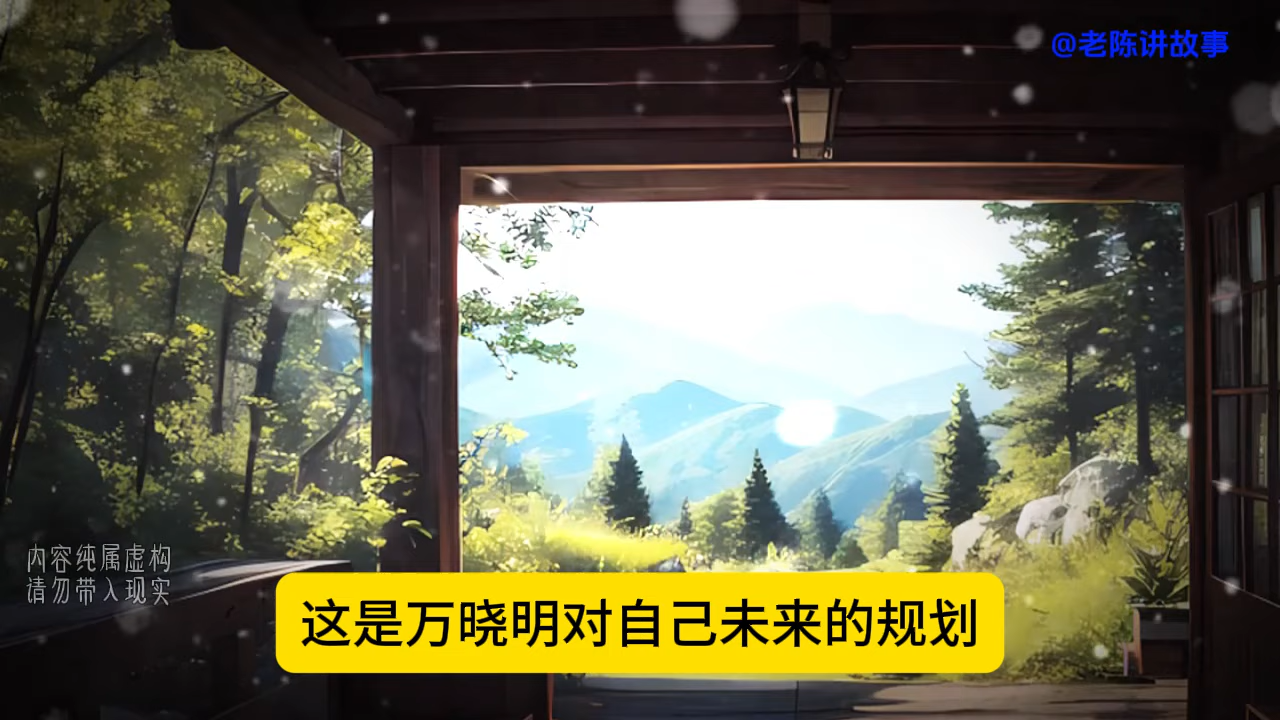 @老陈讲故事
内容纯属虚构
请勿带入现实
这是万晓明对自己未来的规划